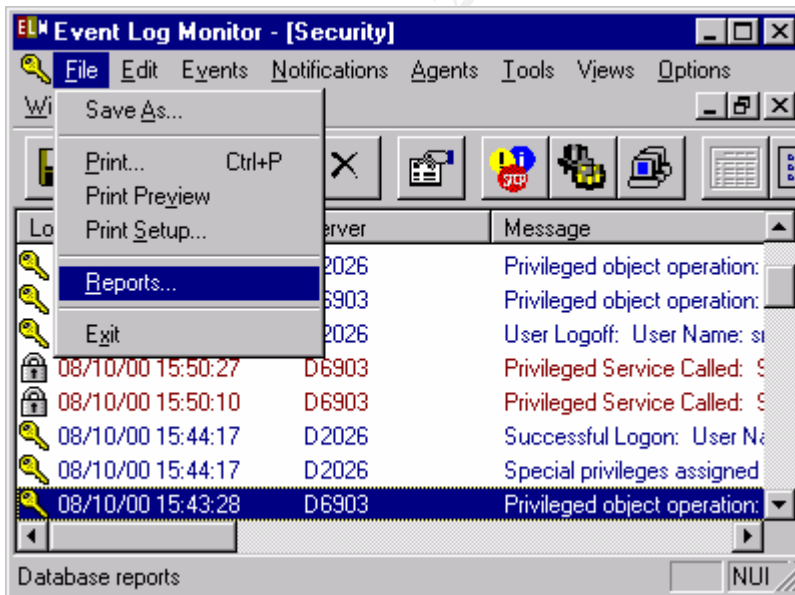 ELM Event Log Monitor - [Security]
File Edit Events Notifications Agents Tools Views Options
Save As...
Print... Ctrl+P
Print Preview
Print Setup...
Reports...
Exit
Message
2026 Privileged object operation:
6903 Privileged object operation:
2026 User Logoff: User Name:
08/10/00 15:50:27 D6903 Privileged Service Called:
08/10/00 15:50:10 D6903 Privileged Service Called:
08/10/00 15:44:17 D2026 Successful Logon: User
08/10/00 15:44:17 D2026 Special privileges assigned
08/10/00 15:43:28 D6903 Privileged object operation:
Database reports